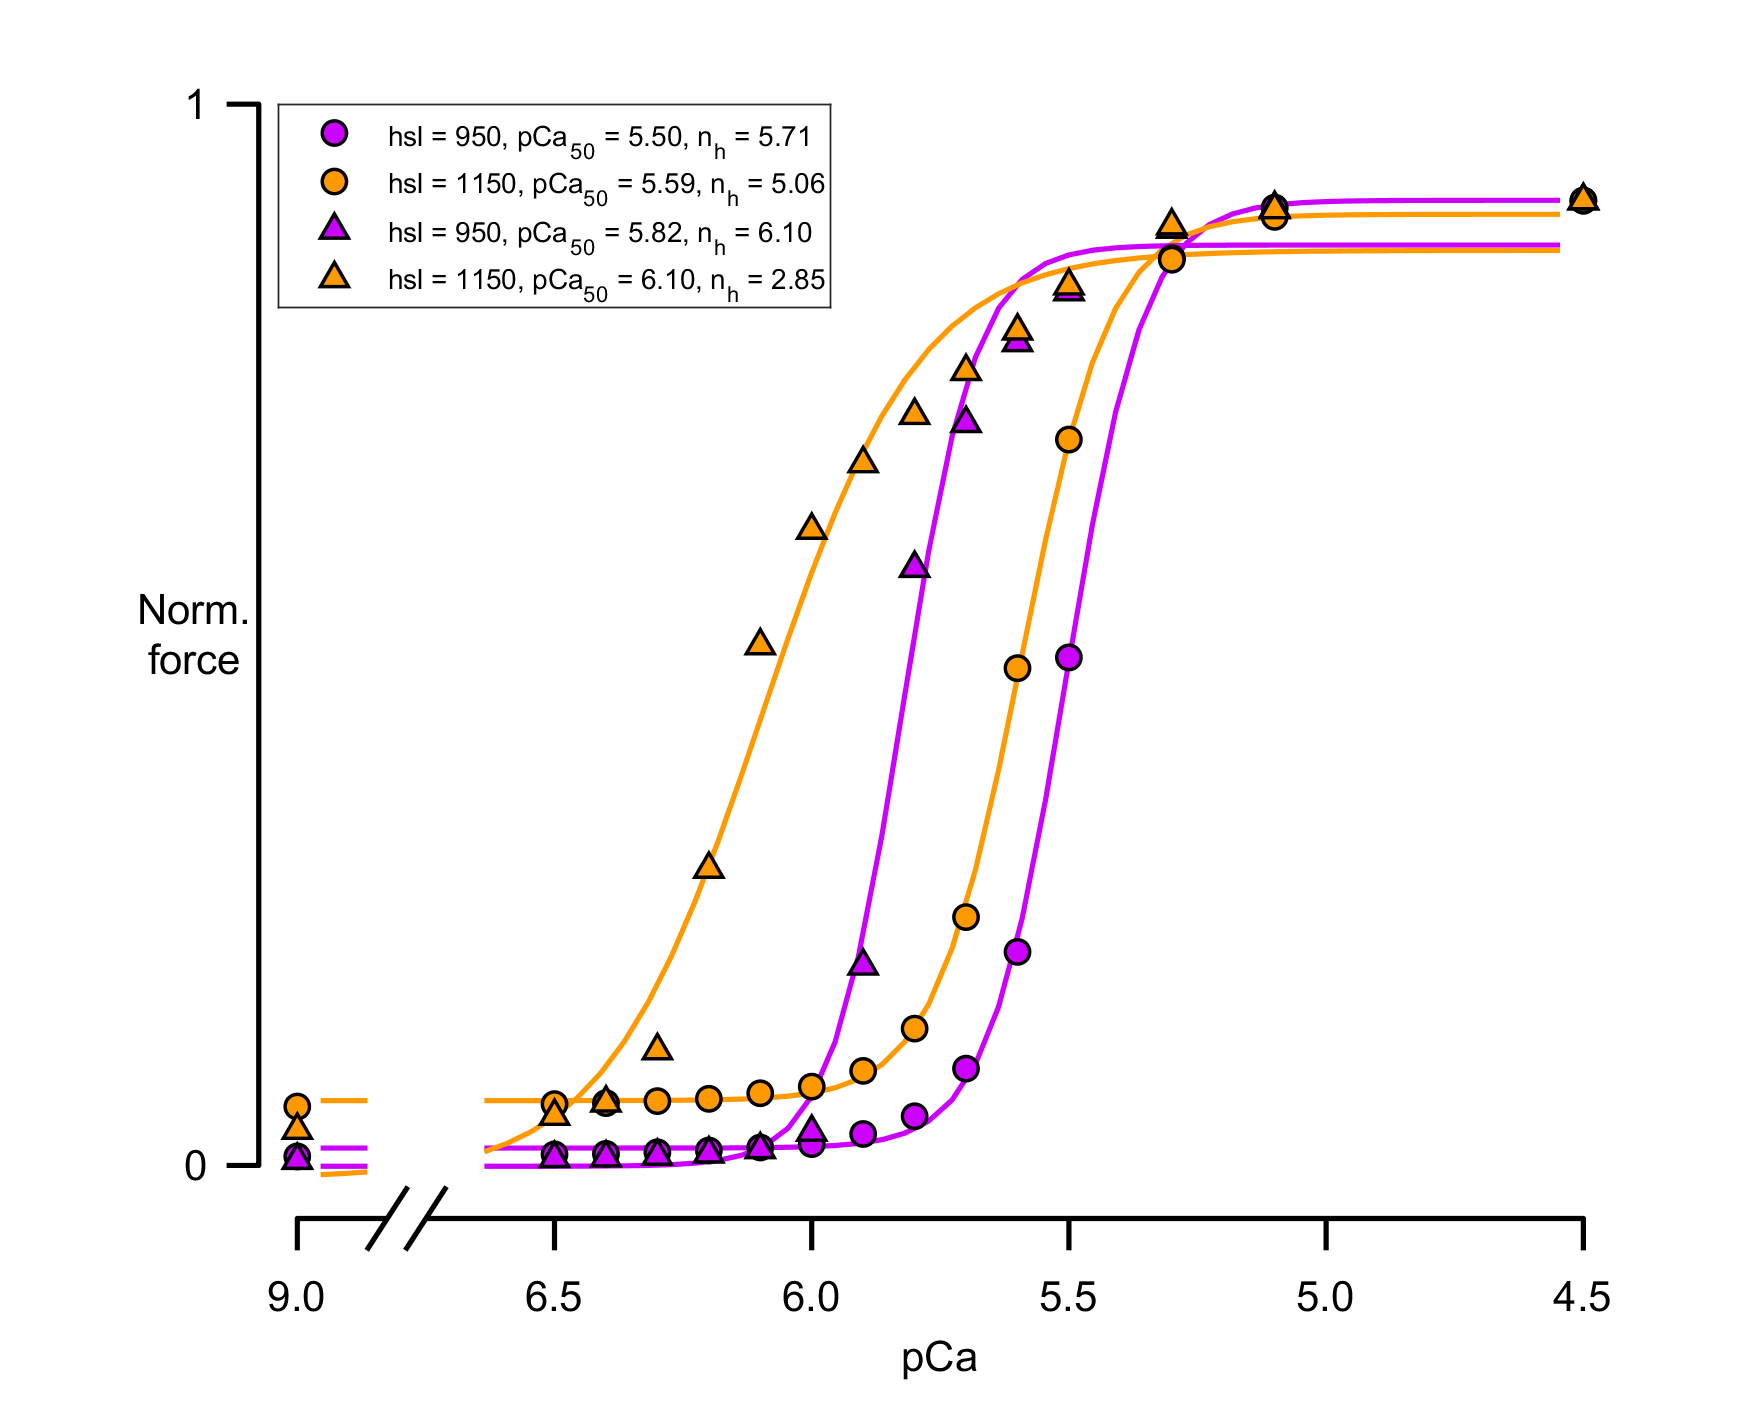 1
hsl = 950, pCa50 = 5.50, nh = 5.71
hsl = 1150, pCa50 = 5.59, nh = 5.06
hsl = 950, pCa50 = 5.82, nh = 6.10
hsl = 1150, pCa50 = 6.10, nh = 2.85
Norm.
force
0
9.0 6.5 6.0 5.5 5.0 4.5
pCa